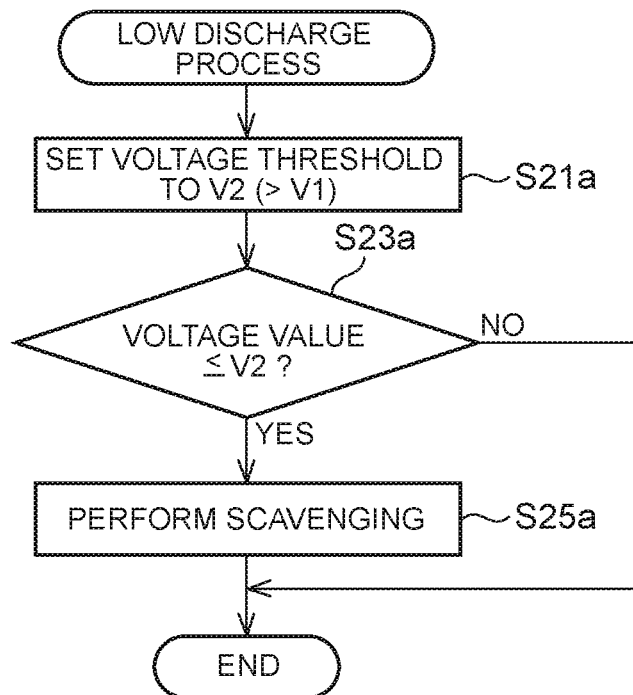 LOW DISCHARGE
PROCESS
SET VOLTAGE THRESHOLD
TO V2 (> V1)
S21a
S23a
VOLTAGE VALUE
≤ V2 ?
NO
YES
PERFORM SCAVENGING
S25a
END